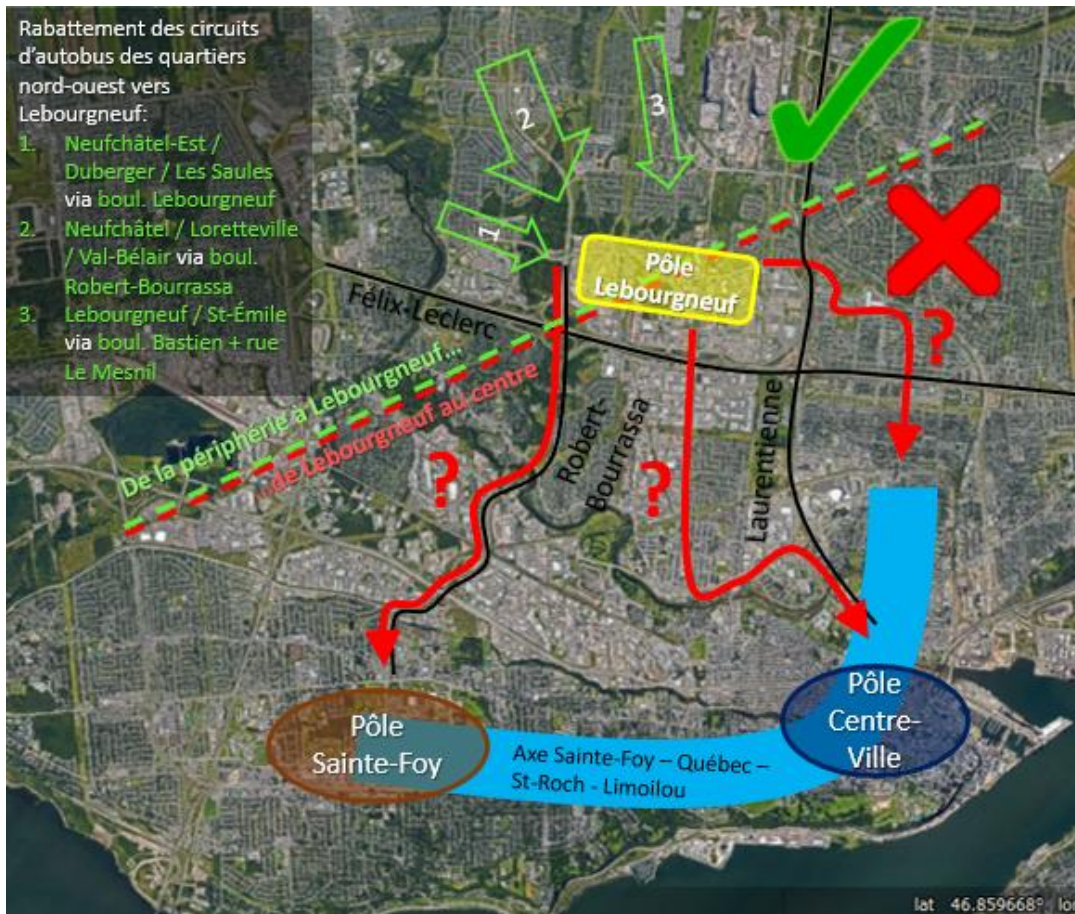 Rabattement des circuits
d'autobus des quartiers
nord-ouest vers
Lebourgneuf:
1. Neufchâtel-Est /
Duberger / Les Saules
via boul. Lebourgneuf
2. Neufchâtel / Loretteville
/ Val-Bélair via boul.
Robert-Bourrassa
3. Lebourgneuf / St-Émile
via boul. Bastien + rue
Le Mesnil
2
3
1
Pôle
Lebourgneuf
Félix-Leclerc
De la périphérie à Lebourgneuf...
...de Lebourgneuf au centre
?
Robert-
Bourrassa
?
Laurentienne
?
Pôle
Sainte-Foy
Axe Sainte-Foy – Québec –
St-Roch - Limoilou
Pôle
Centre-
Ville
lat 46.859668° lo